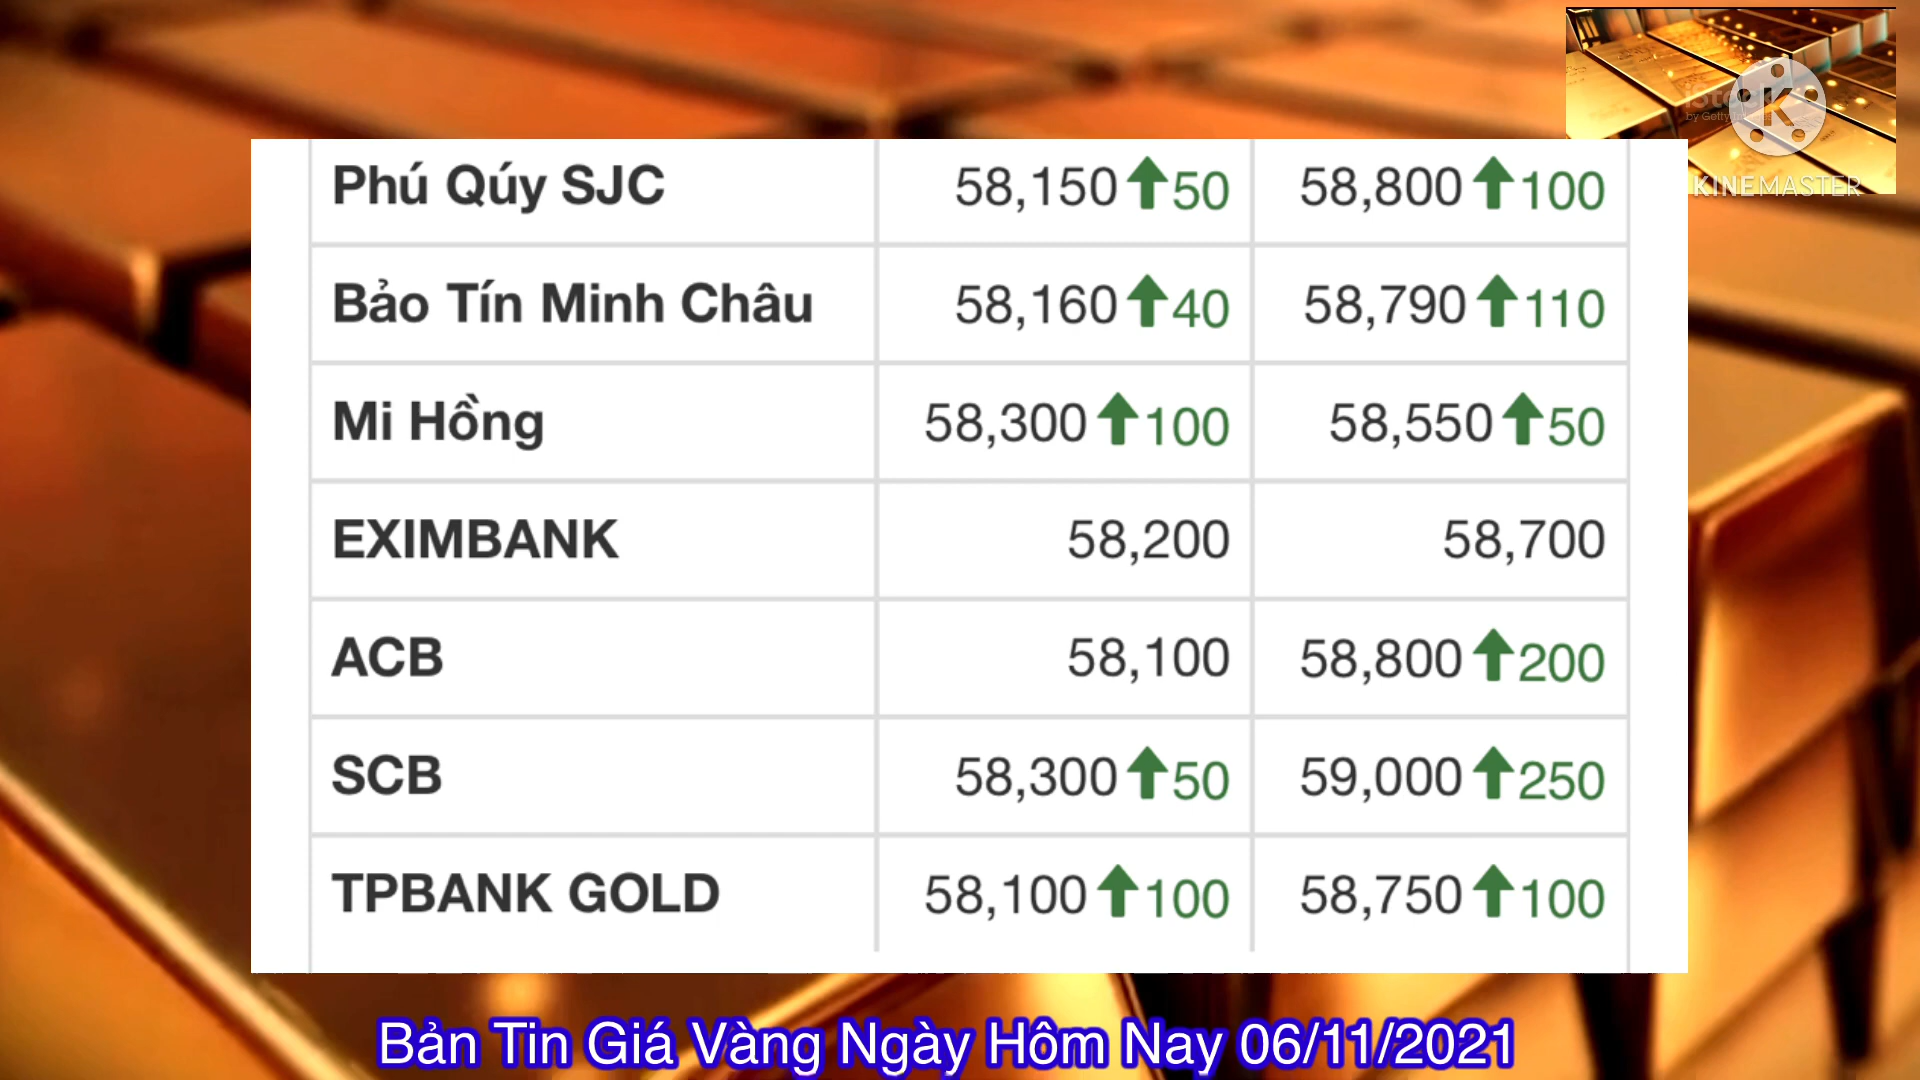 iStock
by Getty
K
KINEMASTER
Phú Qúy SJC 58,150 ↑50 58,800 ↑100
Bảo Tín Minh Châu 58,160 ↑40 58,790 ↑110
Mi Hồng 58,300 ↑100 58,550 ↑50
EXIMBANK 58,200 58,700
ACB 58,100 58,800 ↑200
SCB 58,300 ↑50 59,000 ↑250
TPBANK GOLD 58,100 ↑100 58,750 ↑100
Bản Tin Giá Vàng Ngày Hôm Nay 06/11/2021